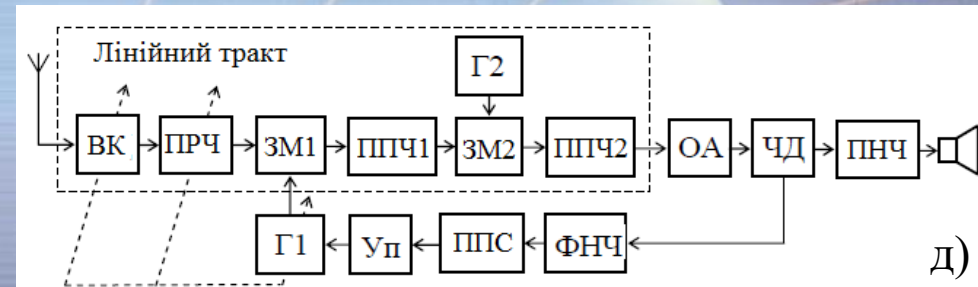 Лінійний тракт
Г2
ВК ПРЧ ЗМ1 ППЧ1 ЗМ2 ППЧ2 ОА ЧД ПНЧ
Г1 Уп ППС ФНЧ
д)